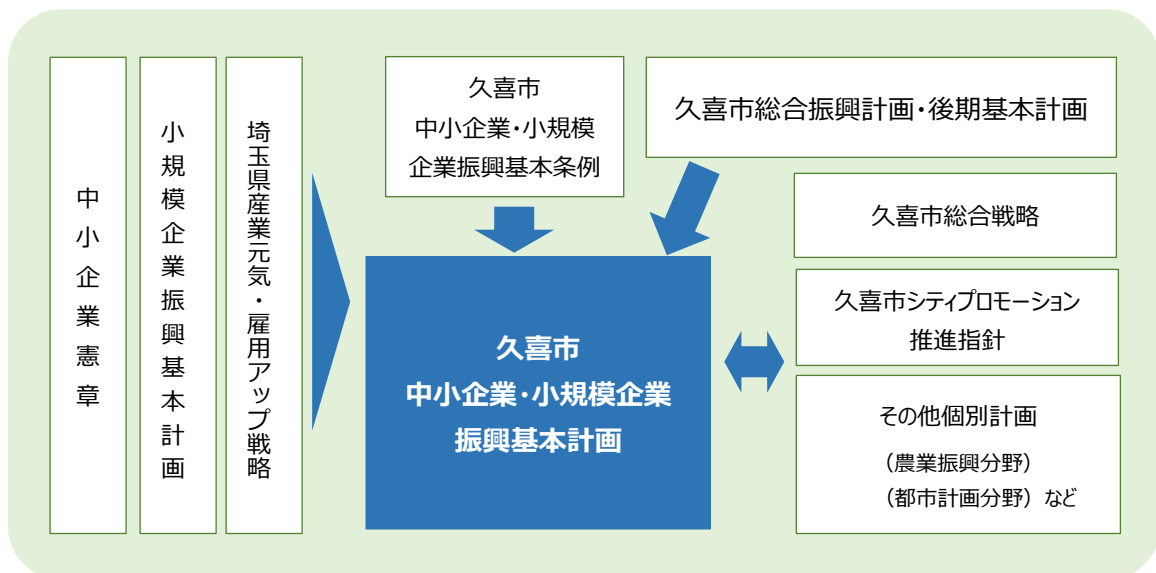 中小企業憲章
小規模企業振興基本計画
埼玉県産業元気・雇用アップ戦略
久喜市
中小企業・小規模
企業振興基本条例
久喜市総合振興計画・後期基本計画
久喜市総合戦略
久喜市シティプロモーション
推進指針
久喜市
中小企業・小規模企業
振興基本計画
その他個別計画
（農業振興分野）
（都市計画分野）など